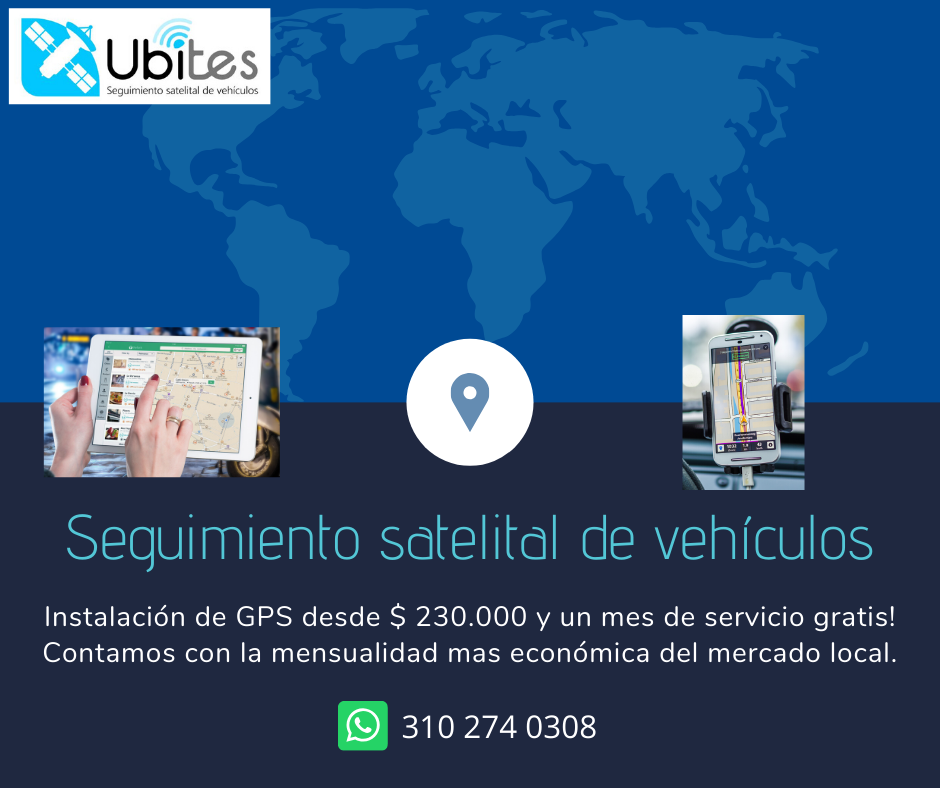 Ubites
Seguimiento satelital de vehículos
Seguimiento satelital de vehículos
Instalación de GPS desde $ 230.000 y un mes de servicio gratis!
Contamos con la mensualidad mas económica del mercado local.
310 274 0308